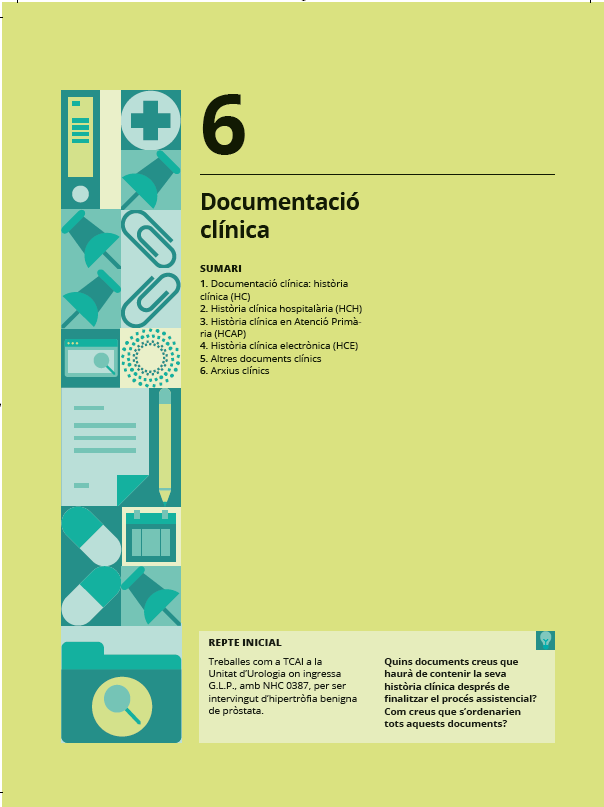 6
Documentació
clínica
SUMARI
1. Documentació clínica: història
clínica (HC)
2. Història clínica hospitalària (HCH)
3. Història clínica en Atenció Primà-
ria (HCAP)
4. Història clínica electrònica (HCE)
5. Altres documents clínics
6. Arxius clínics
REPTE INICIAL
Treballes com a TCAI a la
Unitat d’Urologia on ingressa
G.L.P., amb NHC 0387, per ser
intervingut d’hipertròfia benigna
de pròstata.
Quins documents creus que
haurà de contenir la seva
història clínica després de
finalitzar el procés assistencial?
Com creus que s’ordenarien
tots aquests documents?